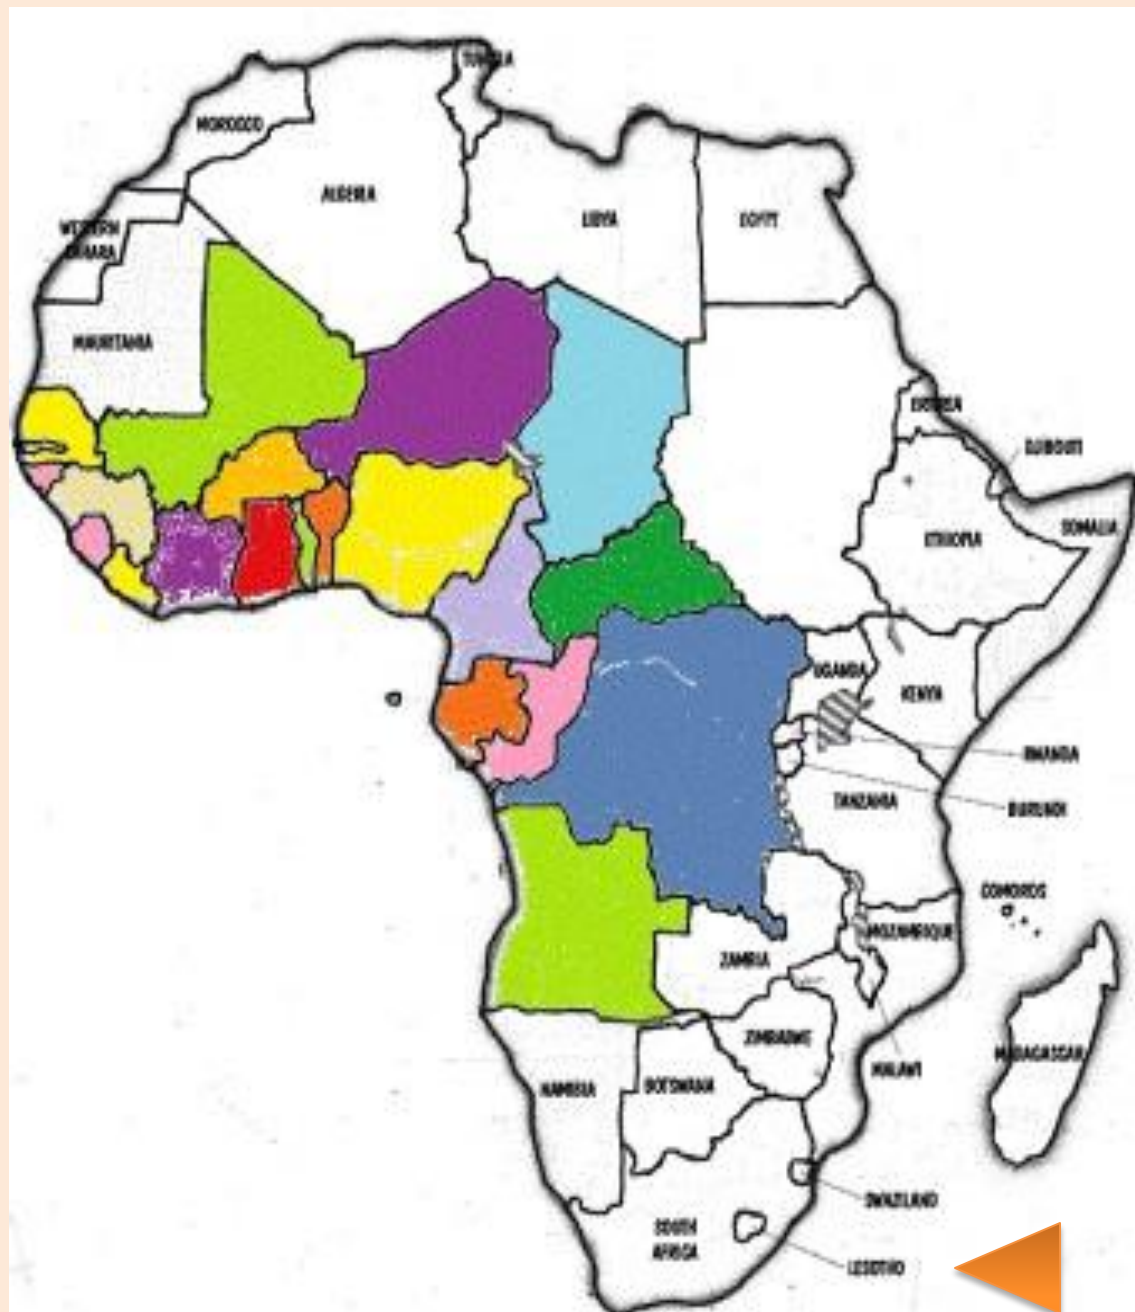 MOROCCO
ALGERIA
LIBYA
EGYPT
WESTERN
SAHARA
MAURITANIA
ERITREA
DJIBOUTI
ETHIOPIA
SOMALIA
UGANDA
KENYA
RWANDA
TANZANIA
BURUNDI
COMOROS
MOZAMBIQUE
ZAMBIA
ZIMBABWE
MADAGASCAR
MALAWI
NAMIBIA
BOTSWANA
SWAZILAND
SOUTH
AFRICA
LESOTHO